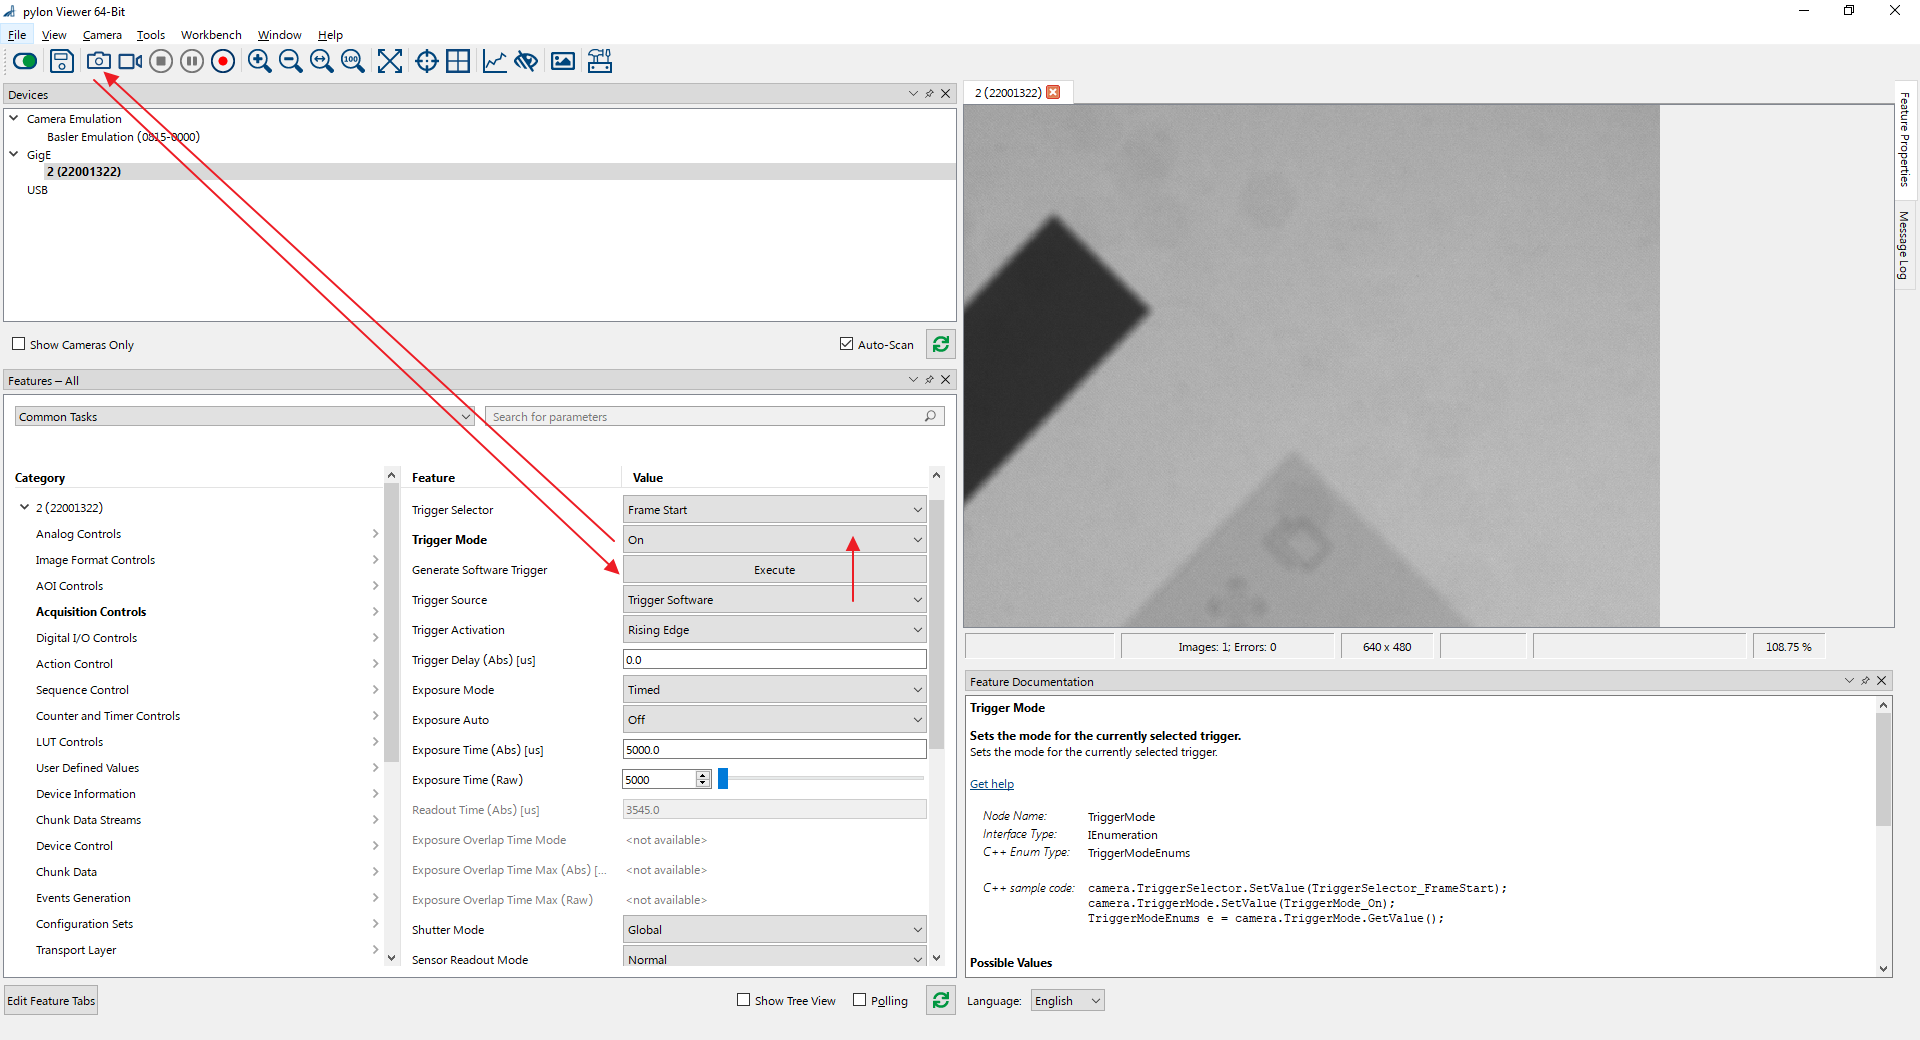 pylon Viewer 64-Bit
File View Camera Tools Workbench Window Help
100
Devices
Camera Emulation
Basler Emulation (0815-0000)
GigE
2 (22001322)
USB
Show Cameras Only
Auto-Scan
Features – All
Common Tasks
Search for parameters
Category
2 (22001322)
Analog Controls
Image Format Controls
AOI Controls
Acquisition Controls
Digital I/O Controls
Action Control
Sequence Control
Counter and Timer Controls
LUT Controls
User Defined Values
Device Information
Chunk Data Streams
Device Control
Chunk Data
Events Generation
Configuration Sets
Transport Layer
Feature Value
Trigger Selector Frame Start
Trigger Mode On
Generate Software Trigger Execute
Trigger Source Trigger Software
Trigger Activation Rising Edge
Trigger Delay (Abs) [us] 0.0
Exposure Mode Timed
Exposure Auto Off
Exposure Time (Abs) [us] 5000.0
Exposure Time (Raw) 5000
Readout Time (Abs) [us] 3545.0
Exposure Overlap Time Mode <not available>
Exposure Overlap Time Max (Abs) [... <not available>
Exposure Overlap Time Max (Raw) <not available>
Shutter Mode Global
Sensor Readout Mode Normal
Edit Feature Tabs
Show Tree View
Polling
2 (22001322)
Feature Properties
Message Log
Images: 1; Errors: 0
640 x 480
108.75 %
Feature Documentation
Trigger Mode
Sets the mode for the currently selected trigger.
Sets the mode for the currently selected trigger.
Get help
Node Name: TriggerMode
Interface Type: IEnumeration
C++ Enum Type: TriggerModeEnums
C++ sample code: camera.TriggerSelector.SetValue(TriggerSelector_FrameStart);
camera.TriggerMode.SetValue(TriggerMode_On);
TriggerModeEnums e = camera.TriggerMode.GetValue();
Possible Values
Language: English